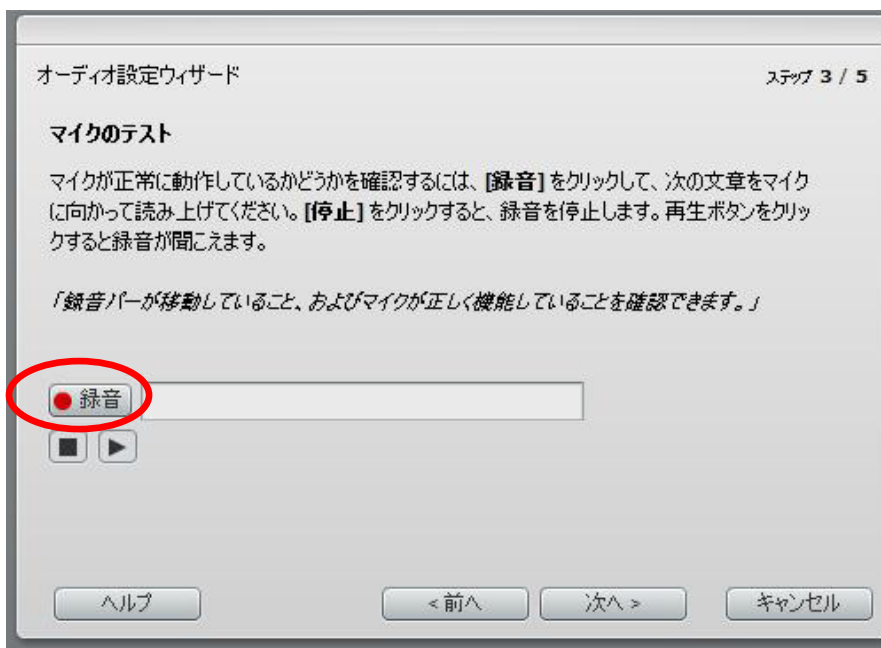 オーディオ設定ウィザード
ステップ 3 / 5
マイクのテスト
マイクが正常に動作しているかどうかを確認するには、[録音] をクリックして、次の文章をマイク
に向かって読み上げてください。[停止] をクリックすると、録音を停止します。再生ボタンをクリッ
クすると録音が聞こえます。
「録音バーが移動していること、およびマイクが正しく機能していることを確認できます。」
録音
ヘルプ
< 前へ
次へ >
キャンセル